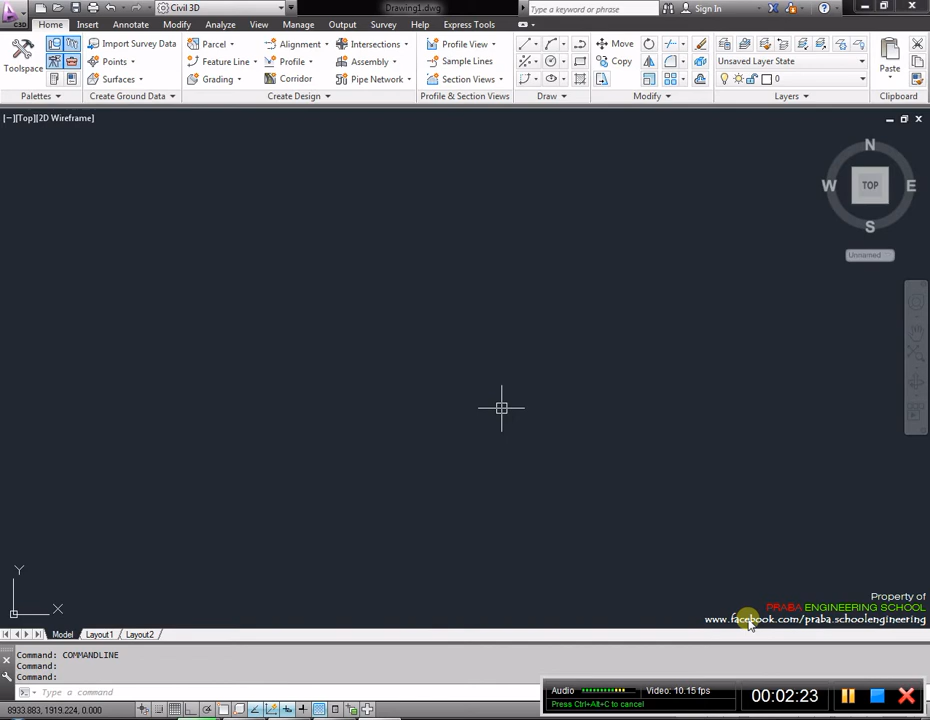 Civil 3D
Drawing1.dwg
Type a keyword or phrase
Sign In
Home Insert Annotate Modify Analyze View Manage Output Survey Help Express Tools
Import Survey Data Parcel Alignment Intersections Profile View Move
Toolspace Points Feature Line Profile Assembly Sample Lines Copy Unsaved Layer State Paste
Surfaces Grading Corridor Pipe Network Section Views 0
Palettes Create Ground Data Create Design Profile & Section Views Draw Modify Layers Clipboard
[−][Top][2D Wireframe]
N
W TOP E
S
Unnamed
Y
X
Property of
PRABA ENGINEERING SCHOOL
www.facebook.com/praba.schoolengineering
Model Layout1 Layout2
Command: COMMANDLINE
Command:
Command:
Type a command
8933.883, 1919.224, 0.000
Audio Video: 10.15 fps
Press Ctrl+Alt+C to cancel
00:02:23